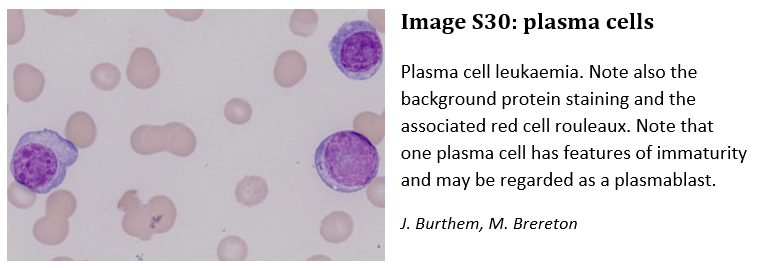 Image S30: plasma cells
Plasma cell leukaemia. Note also the
background protein staining and the
associated red cell rouleaux. Note that
one plasma cell has features of immaturity
and may be regarded as a plasmablast.
J. Burthem, M. Brereton